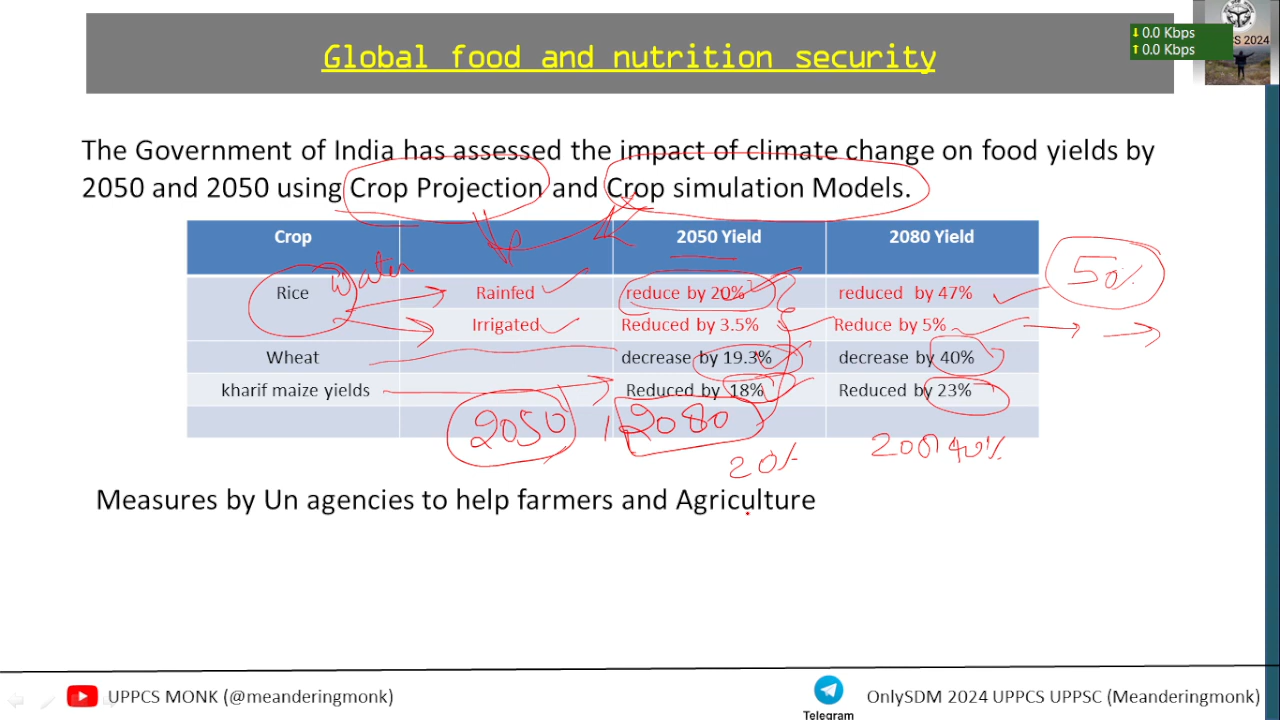 ↓ 0.0 Kbps
↑ 0.0 Kbps
CS 2024
Global food and nutrition security
The Government of India has assessed the impact of climate change on food yields by
2050 and 2050 using Crop Projection and Crop simulation Models.
Crop 2050 Yield 2080 Yield
Water
50%
Rice Rainfed reduce by 20% reduced by 47%
Irrigated Reduced by 3.5% Reduce by 5%
Wheat decrease by 19.3% decrease by 40%
kharif maize yields Reduced by 18% Reduced by 23%
2050 2080
20% 40%
Measures by Un agencies to help farmers and Agriculture
UPPCS MONK (@meanderingmonk)
Telegram
OnlySDM 2024 UPPCS UPPSC (Meanderingmonk)